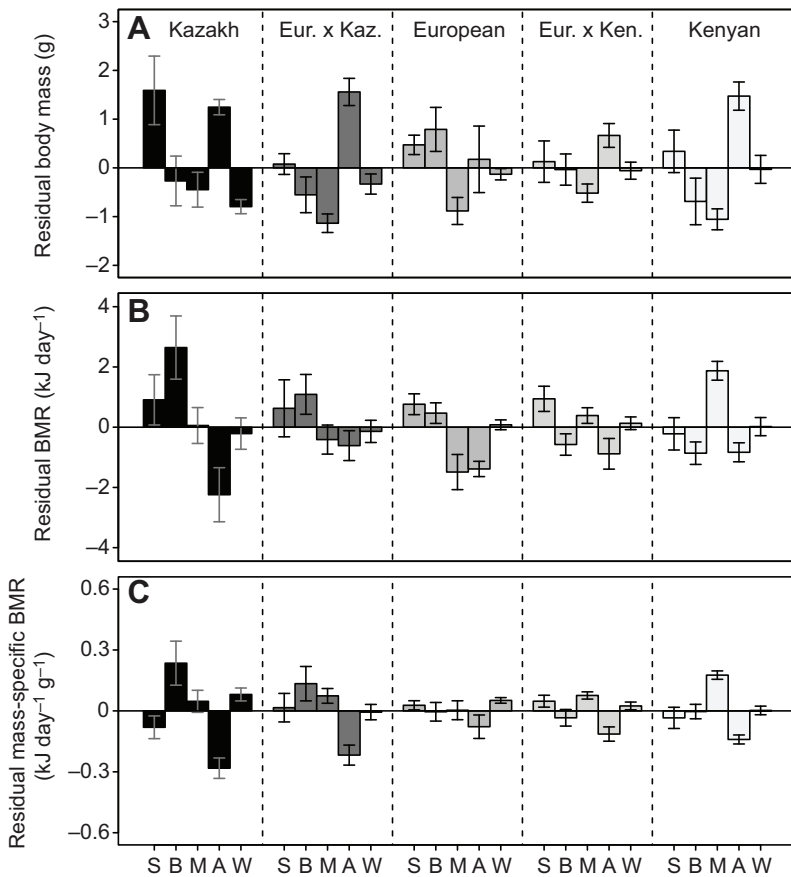 A Kazakh Eur. x Kaz. European Eur. x Ken. Kenyan
Residual body mass (g)
3
2
1
0
–1
–2
B
Residual BMR (kJ day–1)
4
2
0
–2
–4
C
Residual mass-specific BMR
(kJ day–1 g–1)
0.6
0.3
0
–0.3
–0.6
S B M A W S B M A W S B M A W S B M A W S B M A W